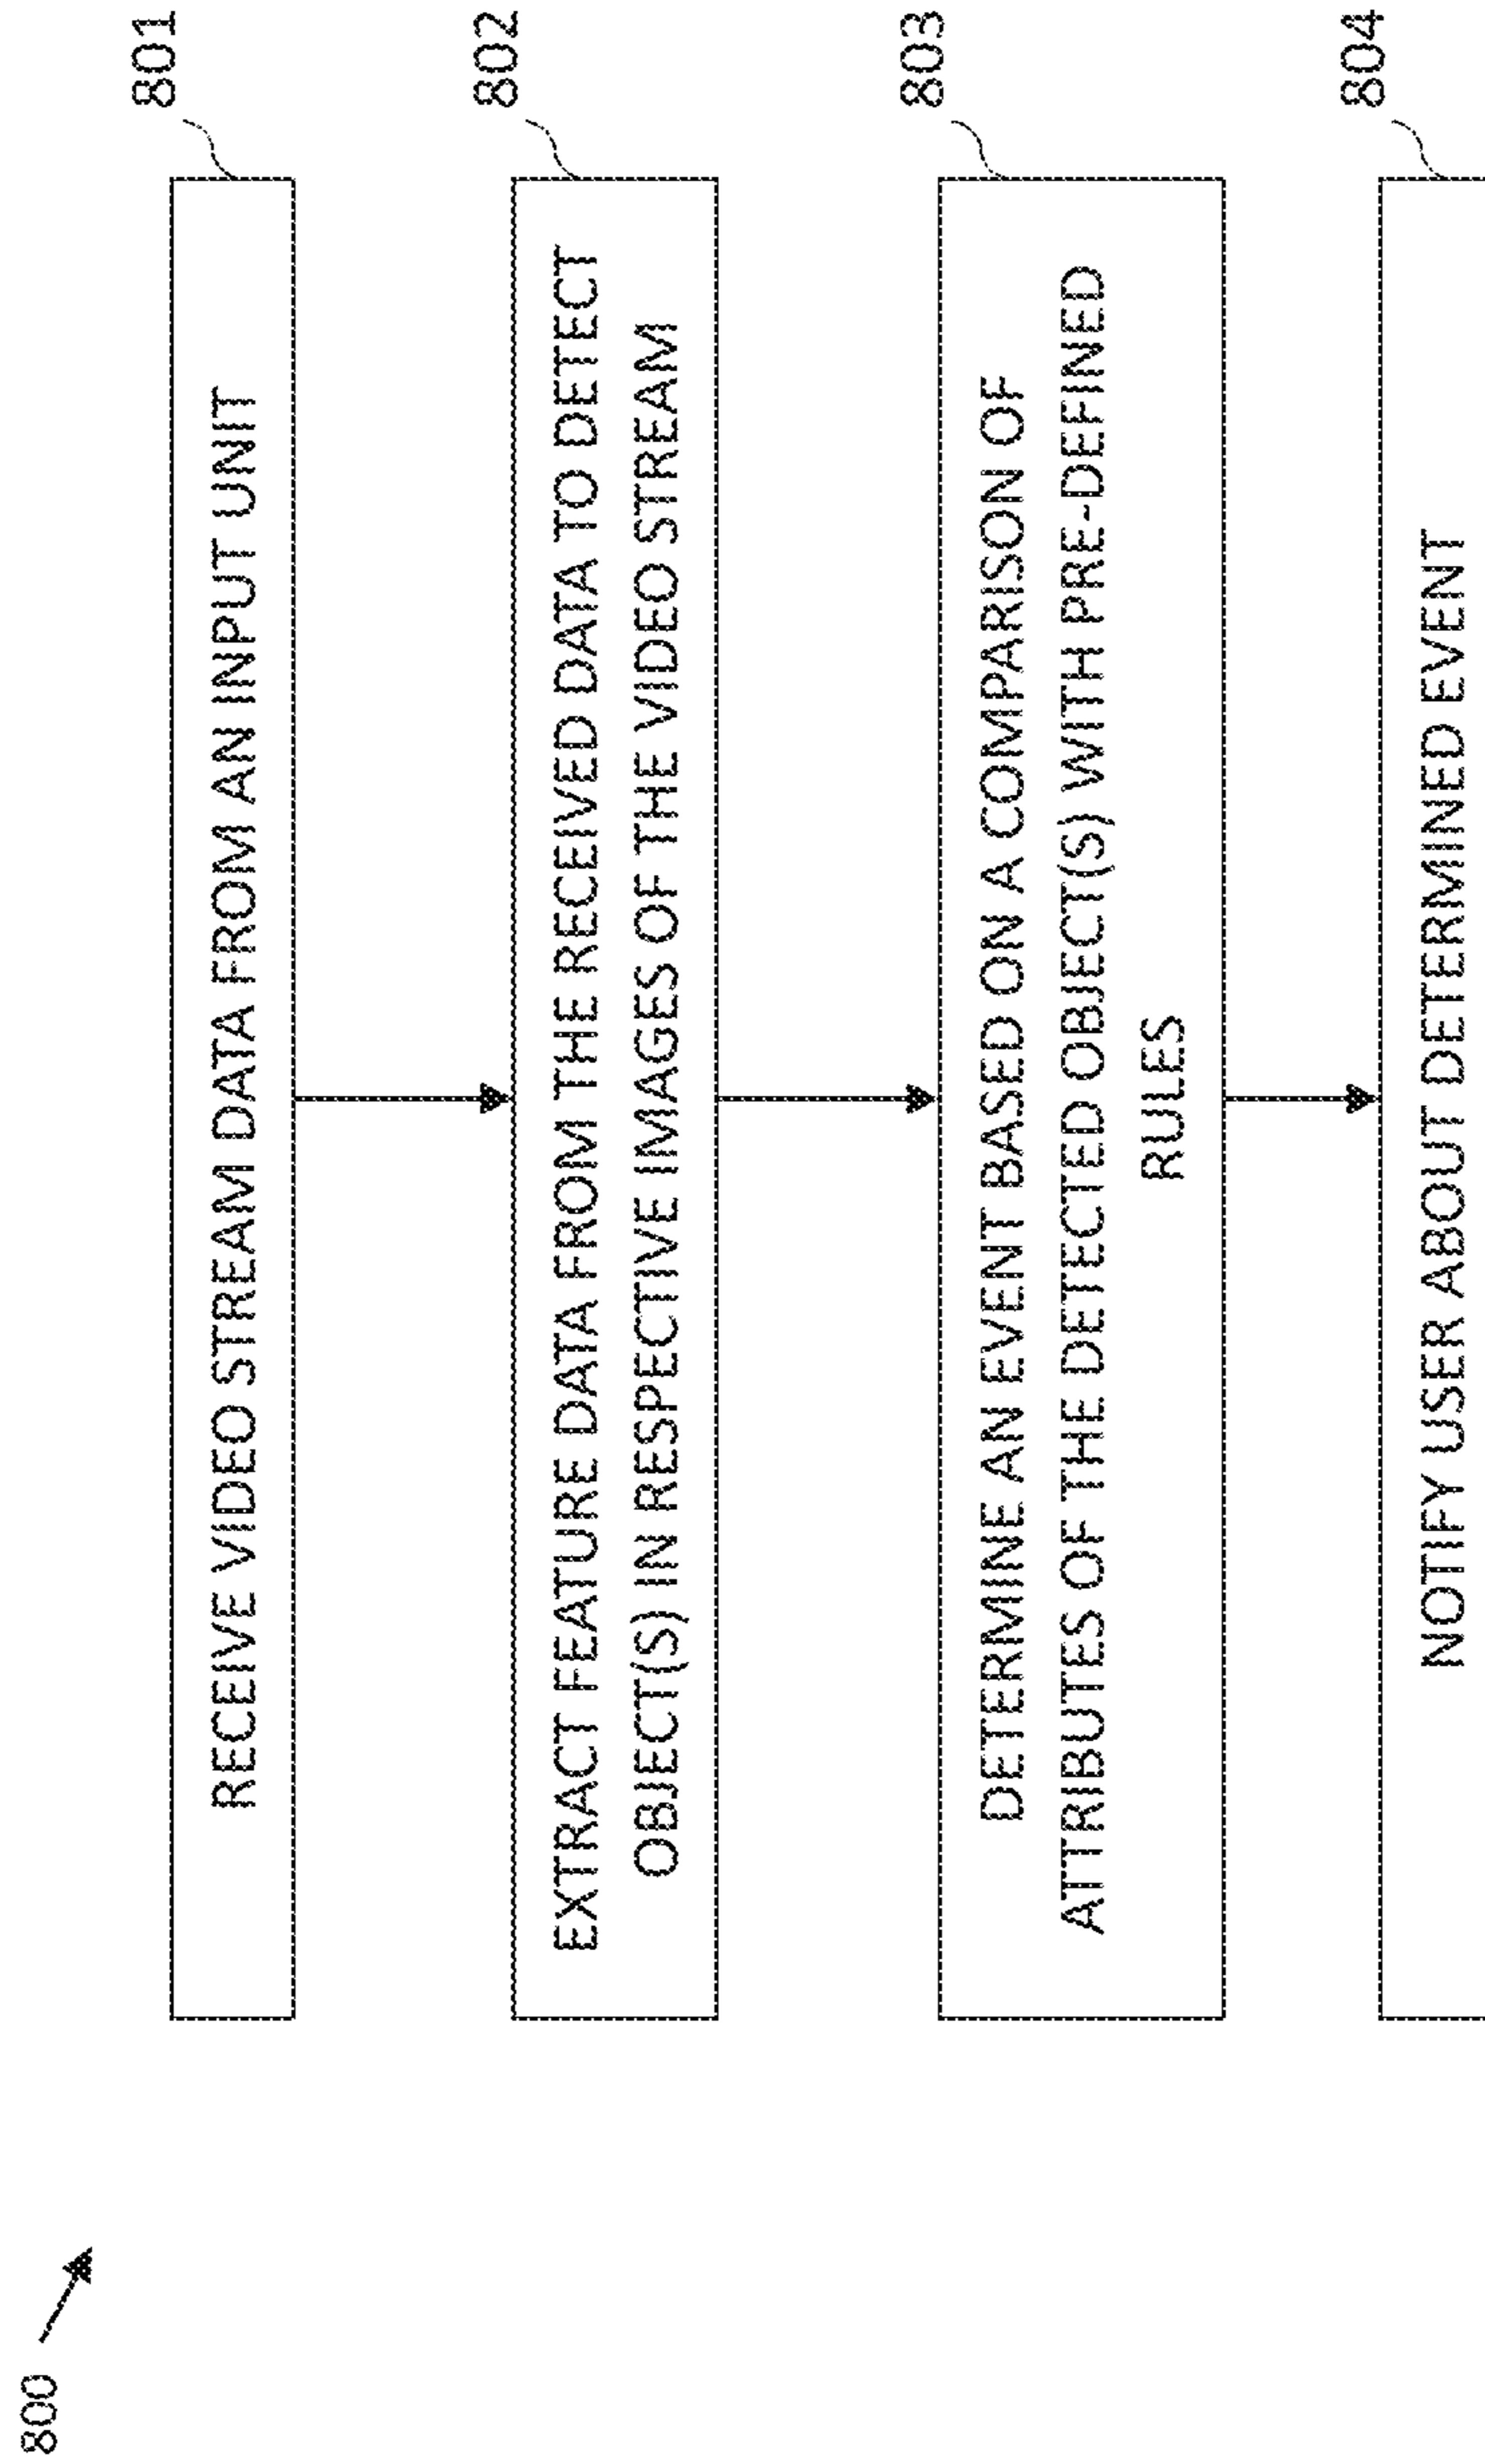 800
801
RECEIVE VIDEO STREAM DATA FROM AN INPUT UNIT
802
EXTRACT FEATURE DATA FROM THE RECEIVED DATA TO DETECT
OBJECT(S) IN RESPECTIVE IMAGES OF THE VIDEO STREAM
803
DETERMINE AN EVENT BASED ON A COMPARISON OF
ATTRIBUTES OF THE DETECTED OBJECT(S) WITH PRE-DEFINED
RULES
804
NOTIFY USER ABOUT DETERMINED EVENT